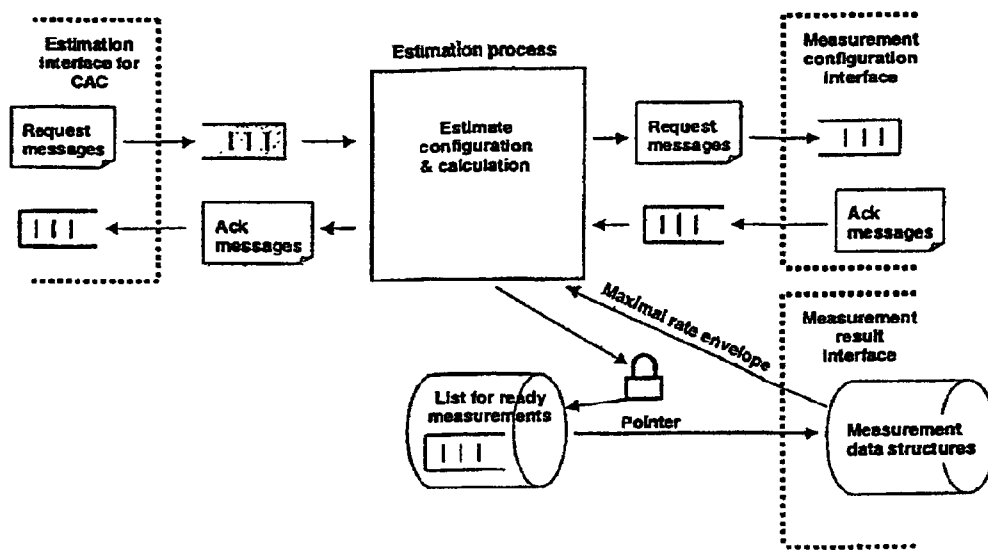 Estimation
interface for
CAC
Request
messages
Ack
messages
Estimation process
Estimate
configuration
& calculation
Request
messages
Measurement
configuration
interface
Ack
messages
Maximal rate envelope
Measurement
result
interface
List for ready
measurements
Pointer
Measurement
data structures